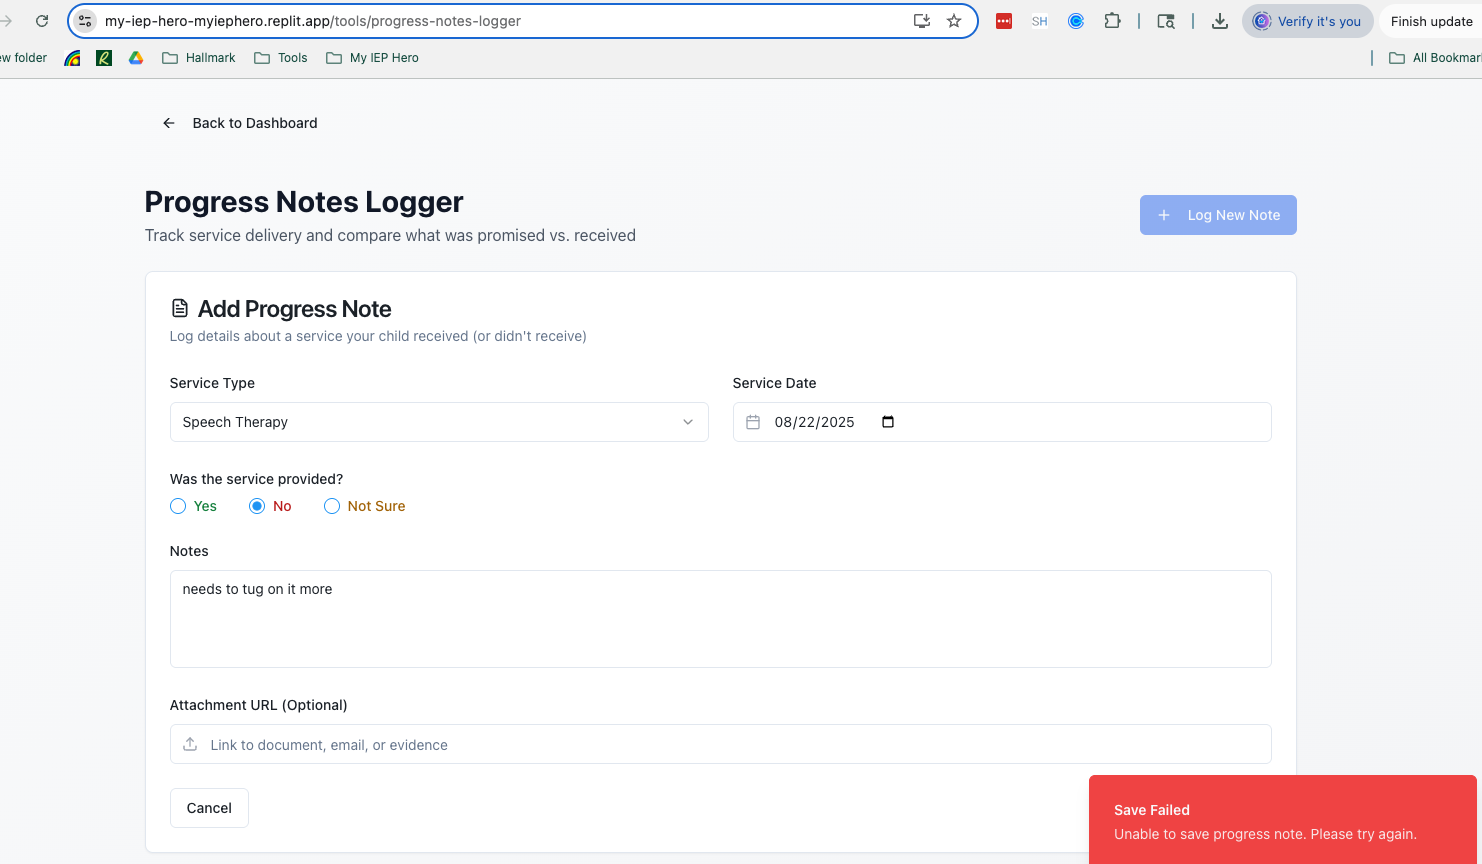 my-iep-hero-myiephero.replit.app/tools/progress-notes-logger
SH
Verify it's you
Finish update
ew folder
R
Hallmark
Tools
My IEP Hero
All Bookmar
Back to Dashboard
Progress Notes Logger
Track service delivery and compare what was promised vs. received
+ Log New Note
Add Progress Note
Log details about a service your child received (or didn't receive)
Service Type
Service Date
Speech Therapy
08/22/2025
Was the service provided?
Yes
No
Not Sure
Notes
needs to tug on it more
Attachment URL (Optional)
Link to document, email, or evidence
Cancel
Save Failed
Unable to save progress note. Please try again.